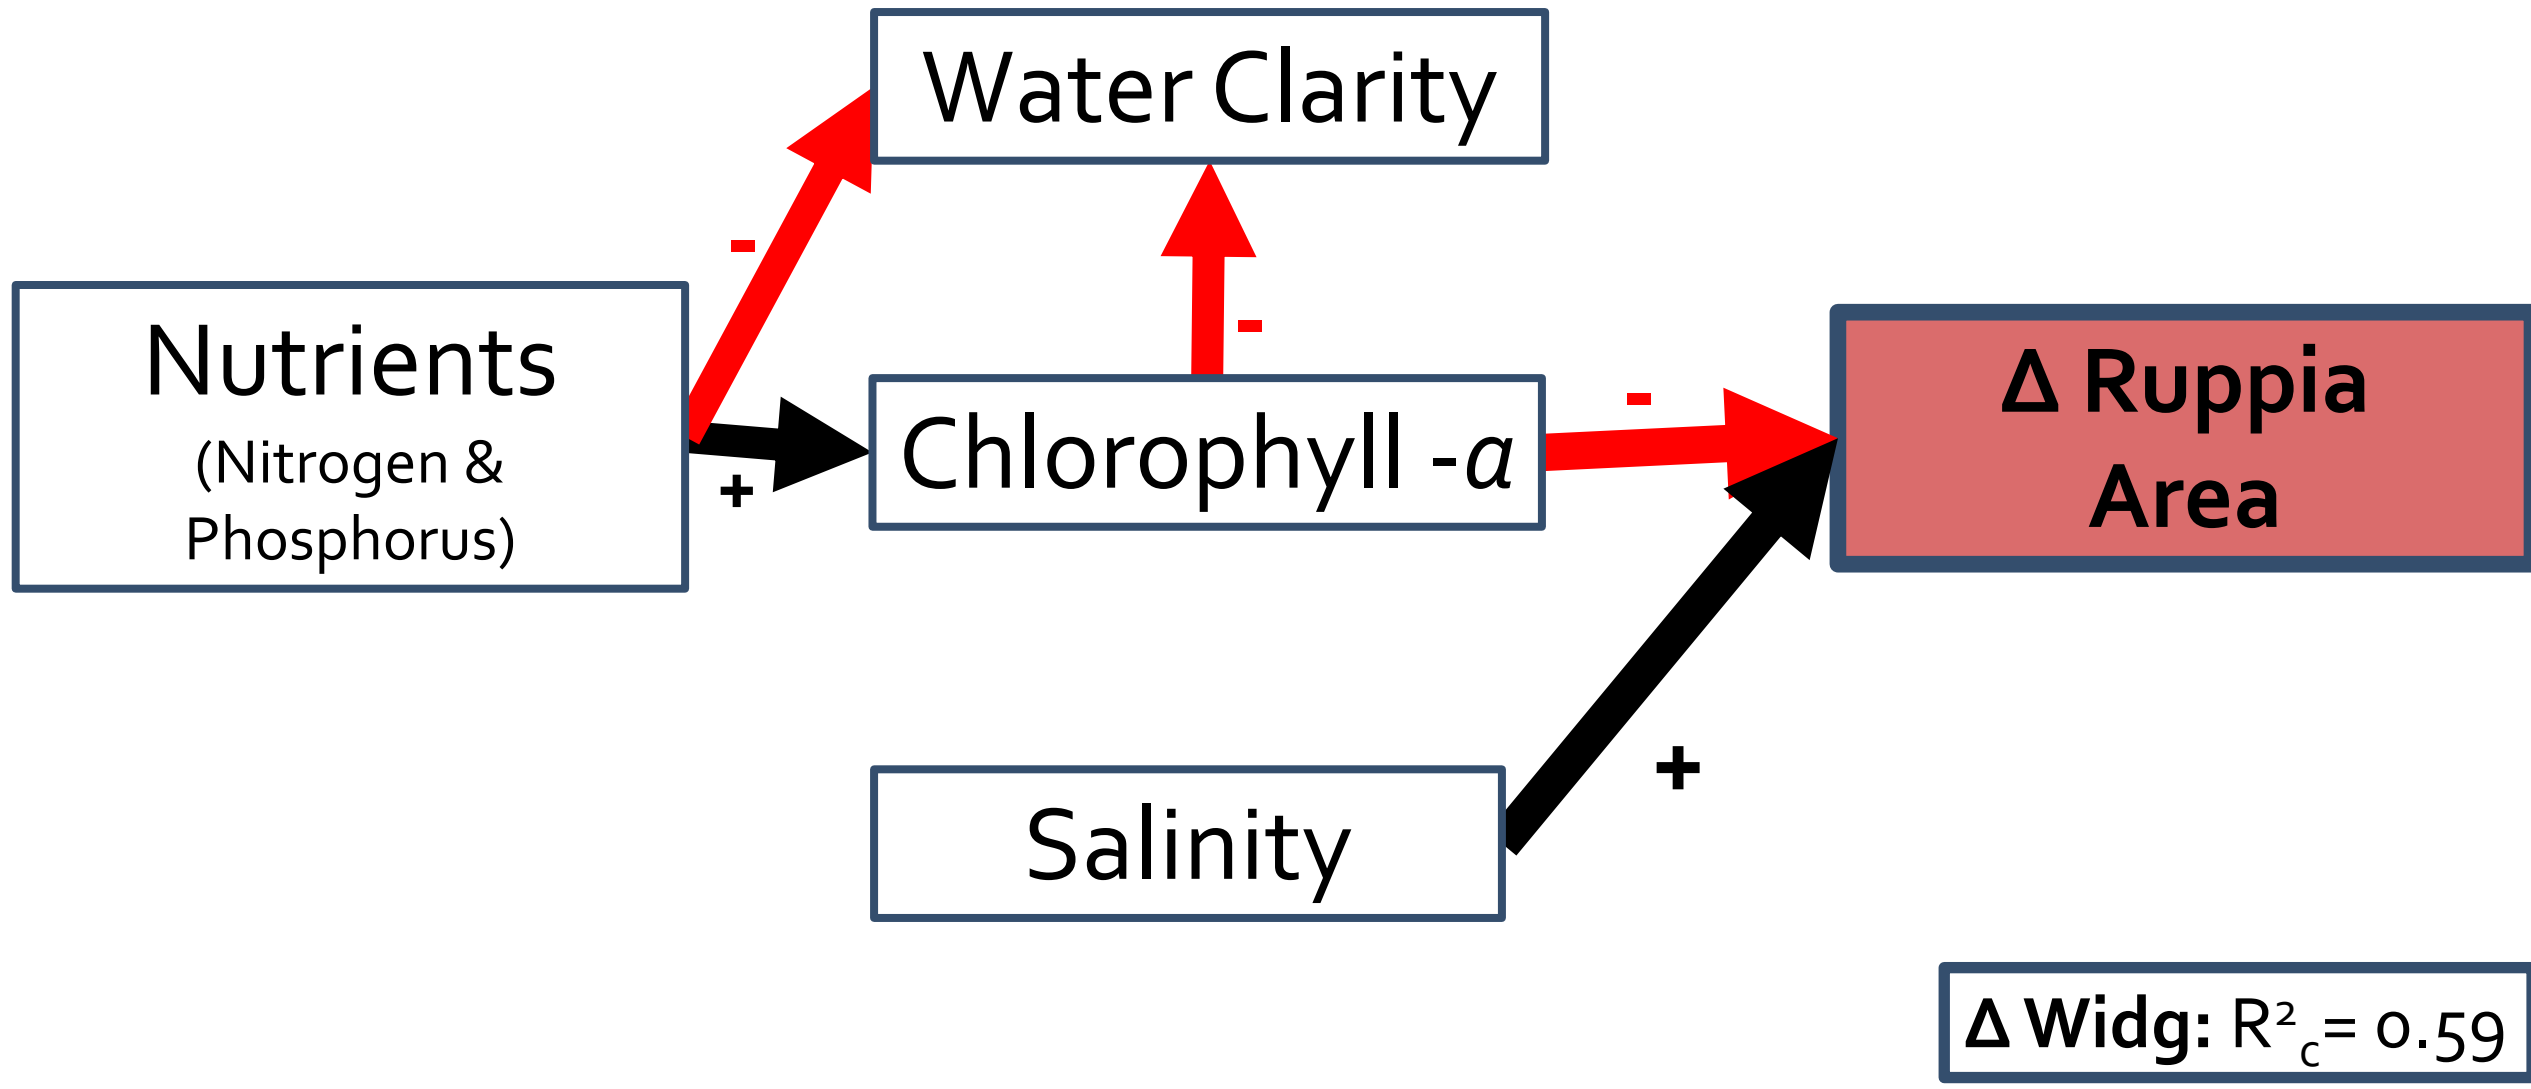 Water Clarity
-
-
Nutrients
(Nitrogen &
Phosphorus)
+
Chlorophyll -a
-
Δ Ruppia
Area
+
Salinity
Δ Widg: R²c= 0.59